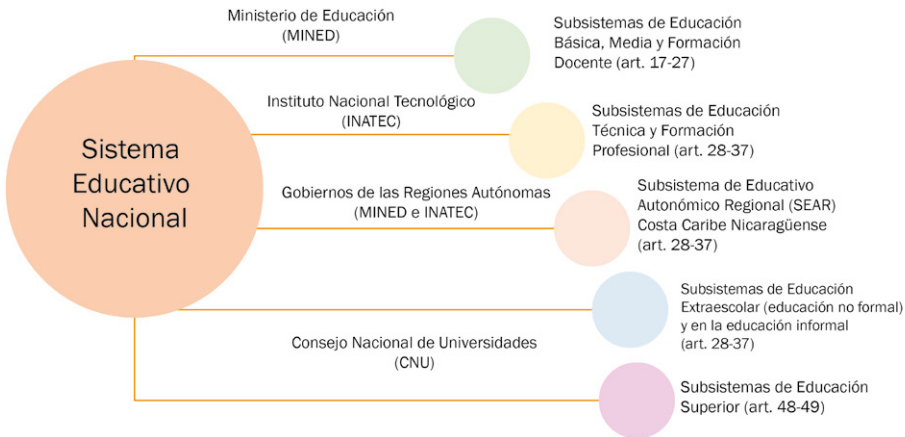 Sistema
Educativo
Nacional
Ministerio de Educación
(MINED)
Subsistemas de Educación
Básica, Media y Formación
Docente (art. 17-27)
Instituto Nacional Tecnológico
(INATEC)
Subsistemas de Educación
Técnica y Formación
Profesional (art. 28-37)
Gobiernos de las Regiones Autónomas
(MINED e INATEC)
Subsistema de Educativo
Autonómico Regional (SEAR)
Costa Caribe Nicaragüense
(art. 28-37)
Subsistemas de Educación
Extraescolar (educación no formal)
y en la educación informal
(art. 28-37)
Consejo Nacional de Universidades
(CNU)
Subsistemas de Educación
Superior (art. 48-49)